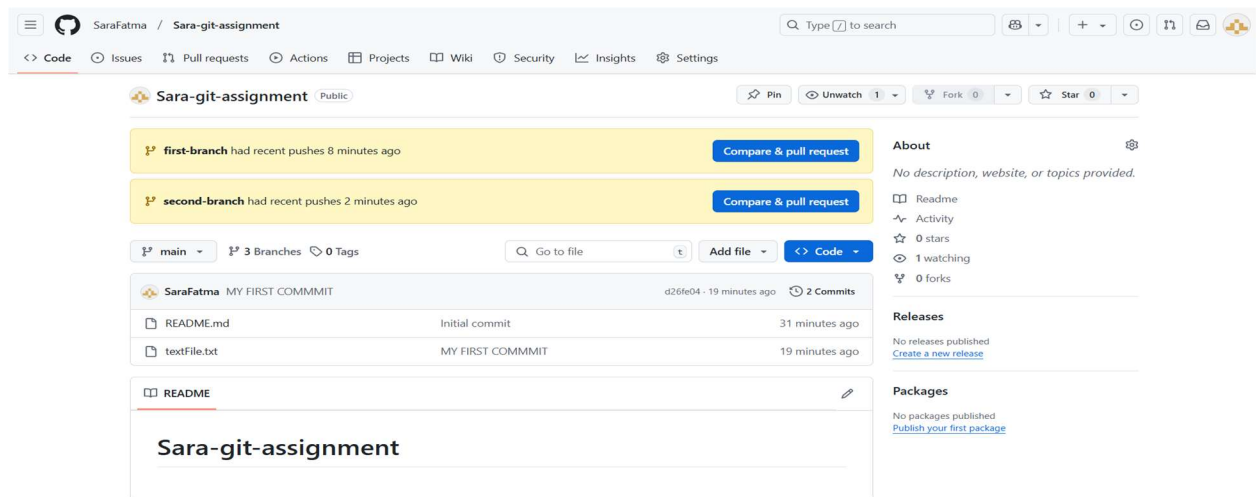 SaraFatma / Sara-git-assignment
Type / to search
Code Issues Pull requests Actions Projects Wiki Security Insights Settings
Sara-git-assignment Public
Pin Unwatch 1 Fork 0 Star 0
first-branch had recent pushes 8 minutes ago Compare & pull request
second-branch had recent pushes 2 minutes ago Compare & pull request
main 3 Branches 0 Tags Go to file t Add file Code
SaraFatma MY FIRST COMMMIT d26fe04 · 19 minutes ago 2 Commits
README.md Initial commit 31 minutes ago
textFile.txt MY FIRST COMMMIT 19 minutes ago
README
Sara-git-assignment
About
No description, website, or topics provided.
Readme
Activity
0 stars
1 watching
0 forks
Releases
No releases published
Create a new release
Packages
No packages published
Publish your first package